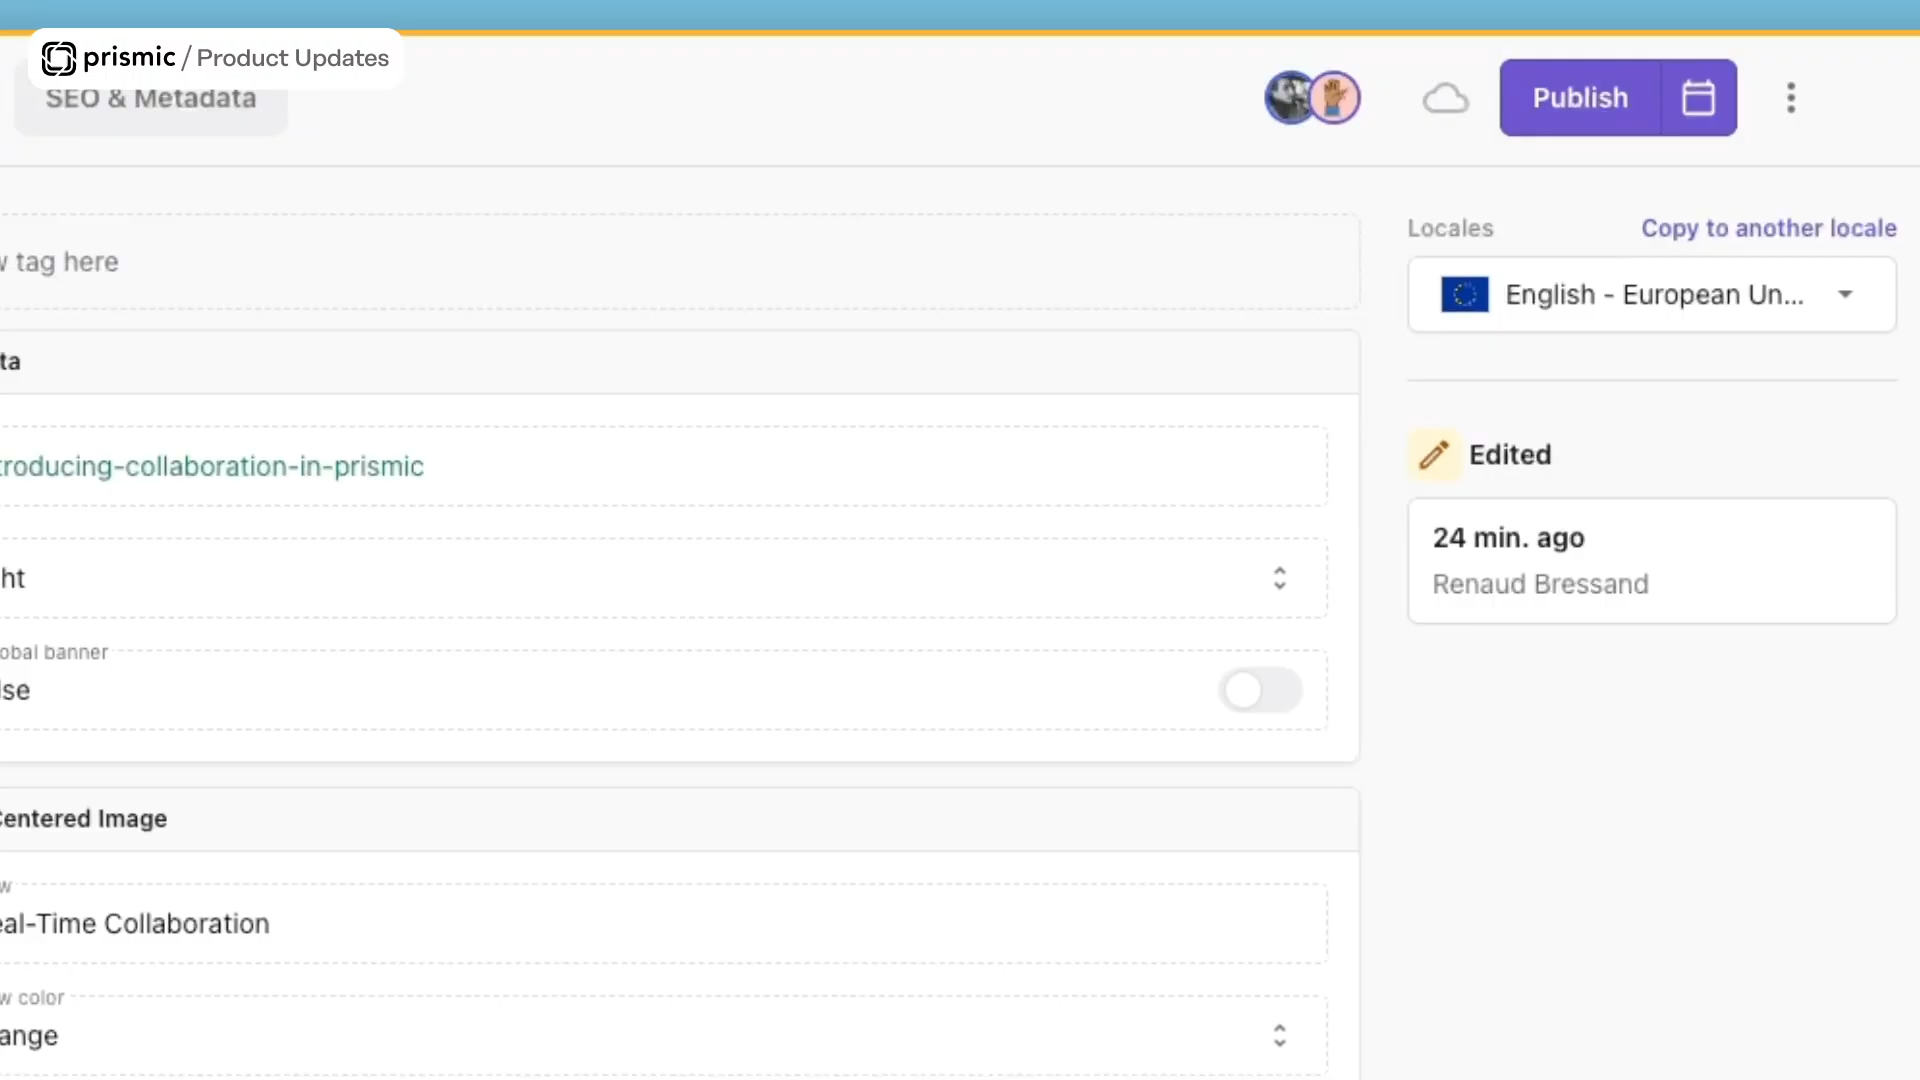 prismic / Product Updates
SEO & Metadata
Publish
tag here
Locales
Copy to another locale
English - European Un...
ta
troducing-collaboration-in-prismic
Edited
24 min. ago
Renaud Bressand
ht
obal banner
lse
Centered Image
w
eal-Time Collaboration
w color
ange